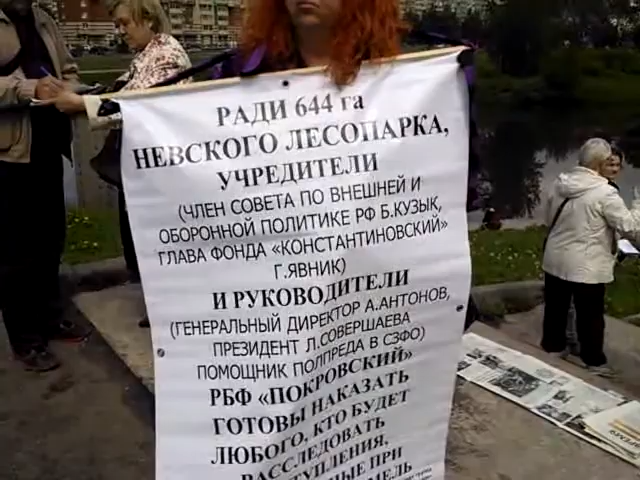 РАДИ 644 га
НЕВСКОГО ЛЕСОПАРКА,
УЧРЕДИТЕЛИ
(ЧЛЕН СОВЕТА ПО ВНЕШНЕЙ И
ОБОРОННОЙ ПОЛИТИКЕ РФ Б.КУЗЫК,
ГЛАВА ФОНДА «КОНСТАНТИНОВСКИЙ»
Г.ЯВНИК)
И РУКОВОДИТЕЛИ
(ГЕНЕРАЛЬНЫЙ ДИРЕКТОР А.АНТОНОВ,
ПРЕЗИДЕНТ Л.СОВЕРШАЕВА
ПОМОЩНИК ПОЛПРЕДА В СЗФО)
РБФ «ПОКРОВСКИЙ»
ГОТОВЫ НАКАЗАТЬ
ЛЮБОГО, КТО БУДЕТ
РАССЛЕДОВАТЬ